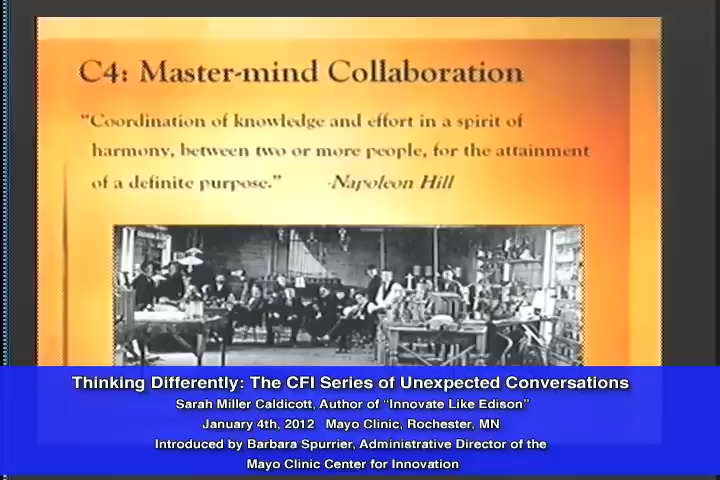 C4: Master-mind Collaboration
"Coordination of knowledge and effort in a spirit of
harmony, between two or more people, for the attainment
of a definite purpose."   -Napoleon Hill
Thinking Differently: The CFI Series of Unexpected Conversations
Sarah Miller Caldicott, Author of "Innovate Like Edison"
January 4th, 2012   Mayo Clinic, Rochester, MN
Introduced by Barbara Spurrier, Administrative Director of the
Mayo Clinic Center for Innovation